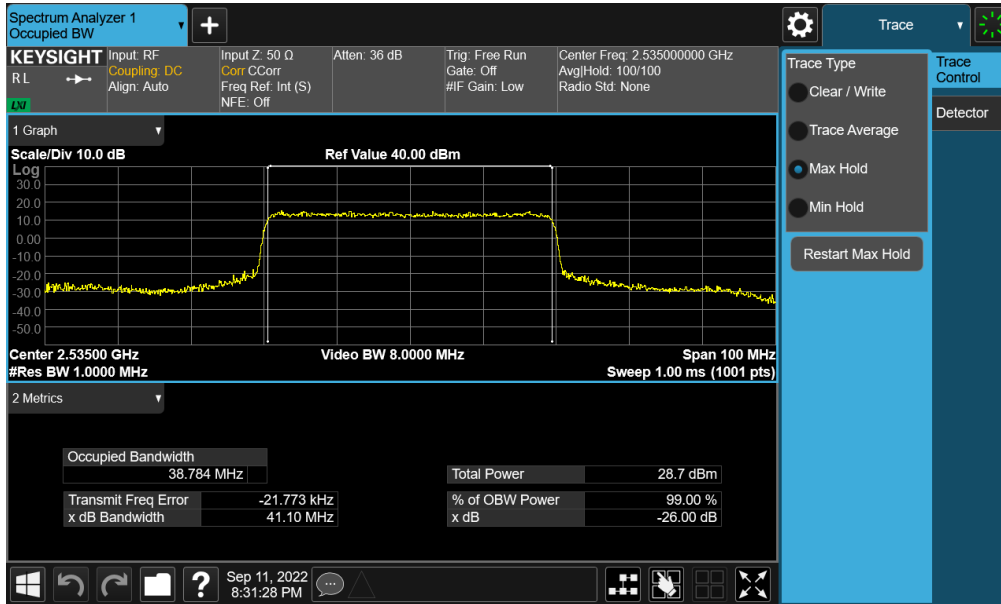 Spectrum Analyzer 1
Occupied BW
+
Trace
KEYSIGHT
R L
LXI
Input: RF
Coupling: DC
Align: Auto
Input Z: 50 Ω
Corr CCorr
Freq Ref: Int (S)
NFE: Off
Atten: 36 dB
Trig: Free Run
Gate: Off
#IF Gain: Low
Center Freq: 2.535000000 GHz
Avg|Hold: 100/100
Radio Std: None
1 Graph
Scale/Div 10.0 dB
Ref Value 40.00 dBm
Log
30.0
20.0
10.0
0.00
-10.0
-20.0
-30.0
-40.0
-50.0
Center 2.53500 GHz
#Res BW 1.0000 MHz
Video BW 8.0000 MHz
Span 100 MHz
Sweep 1.00 ms (1001 pts)
2 Metrics
Occupied Bandwidth
38.784 MHz
Transmit Freq Error -21.773 kHz
x dB Bandwidth 41.10 MHz
Total Power 28.7 dBm
% of OBW Power 99.00 %
x dB -26.00 dB
Trace Type
Clear / Write
Trace Average
Max Hold
Min Hold
Restart Max Hold
Trace
Control
Detector
?
Sep 11, 2022
8:31:28 PM